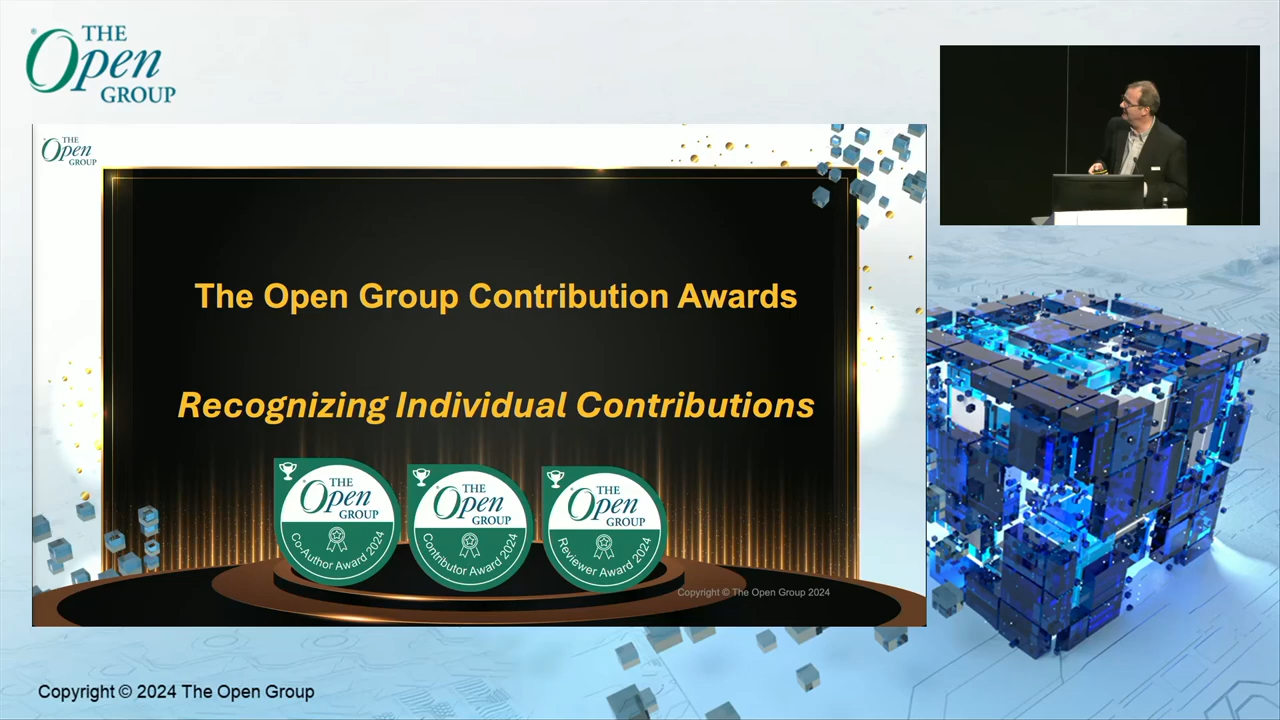 THE
Open
GROUP
THE
Open
GROUP
The Open Group Contribution Awards
Recognizing Individual Contributions
THE
Open
GROUP
Co-Author Award 2024
THE
Open
GROUP
Contributor Award 2024
THE
Open
GROUP
Reviewer Award 2024
Copyright © The Open Group 2024
Copyright © 2024 The Open Group